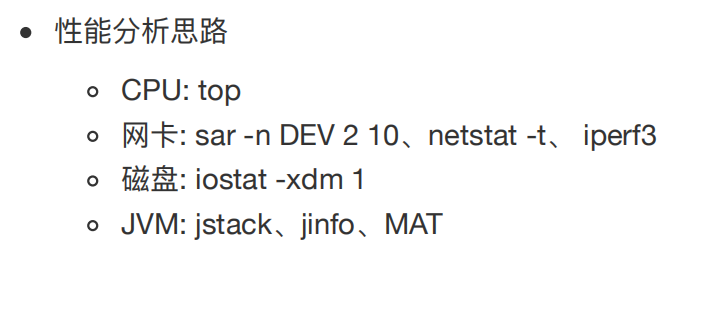 性能分析思路
CPU: top
网卡: sar -n DEV 2 10、netstat -t、 iperf3
磁盘: iostat -xdm 1
JVM: jstack、jinfo、MAT